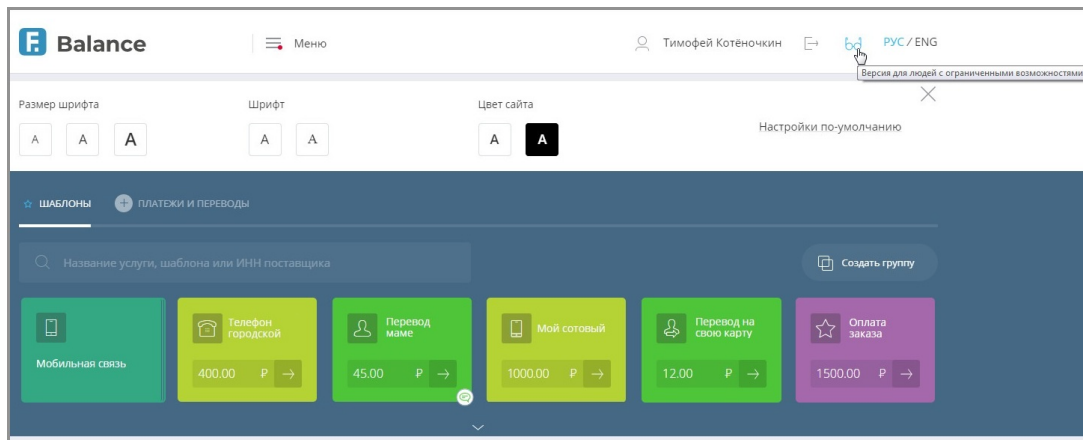 F. Balance
Меню
Тимофей Котёночкин
РУС / ENG
Версия для людей с ограниченными возможностями
Размер шрифта
Шрифт
Цвет сайта
Настройки по-умолчанию
A A A
A A
A A
ШАБЛОНЫ
ПЛАТЕЖИ И ПЕРЕВОДЫ
Название услуги, шаблона или ИНН поставщика
Создать группу
Мобильная связь
Телефон
городской
400.00 ₽
Перевод
маме
45.00 ₽
Мой сотовый
1000.00 ₽
Перевод на
свою карту
12.00 ₽
Оплата
заказа
1500.00 ₽